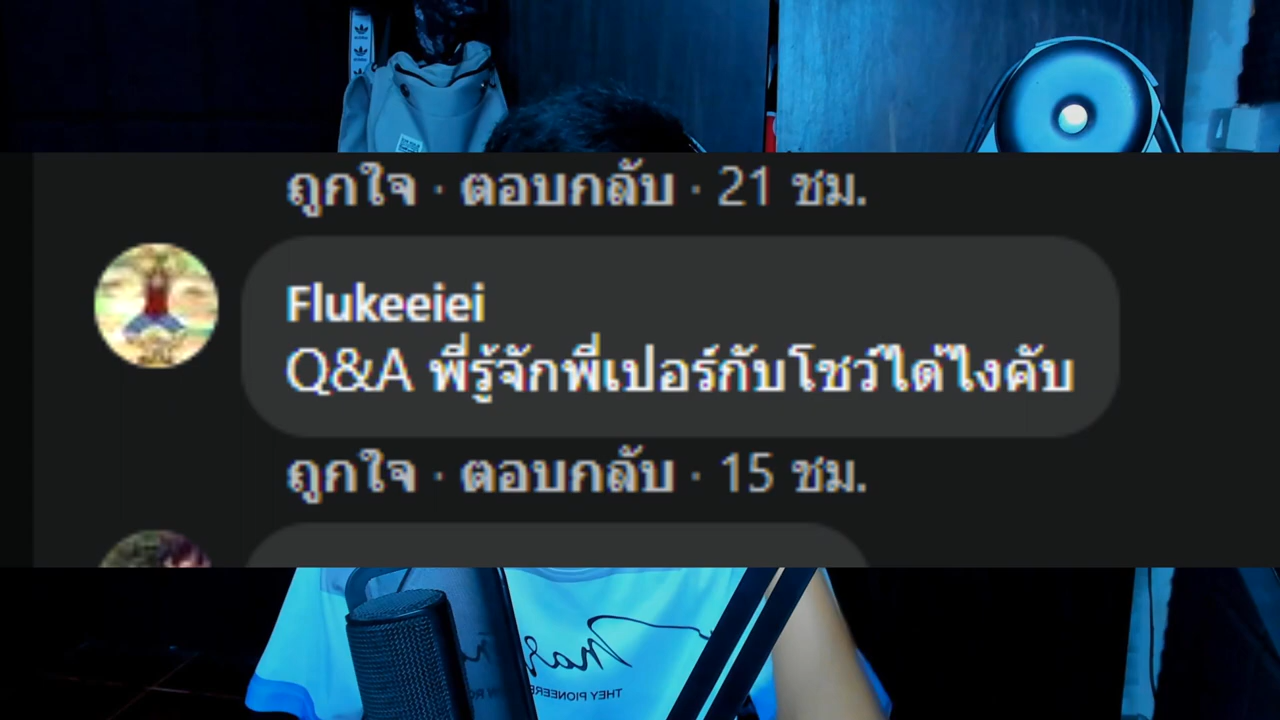 ถูกใจ · ตอบกลับ · 21 ชม.
Flukeeiei
Q&A พี่รู้จักพี่เปอร์กับโชว์ได้ไงคับ
ถูกใจ · ตอบกลับ · 15 ชม.
THEY PIONEERE